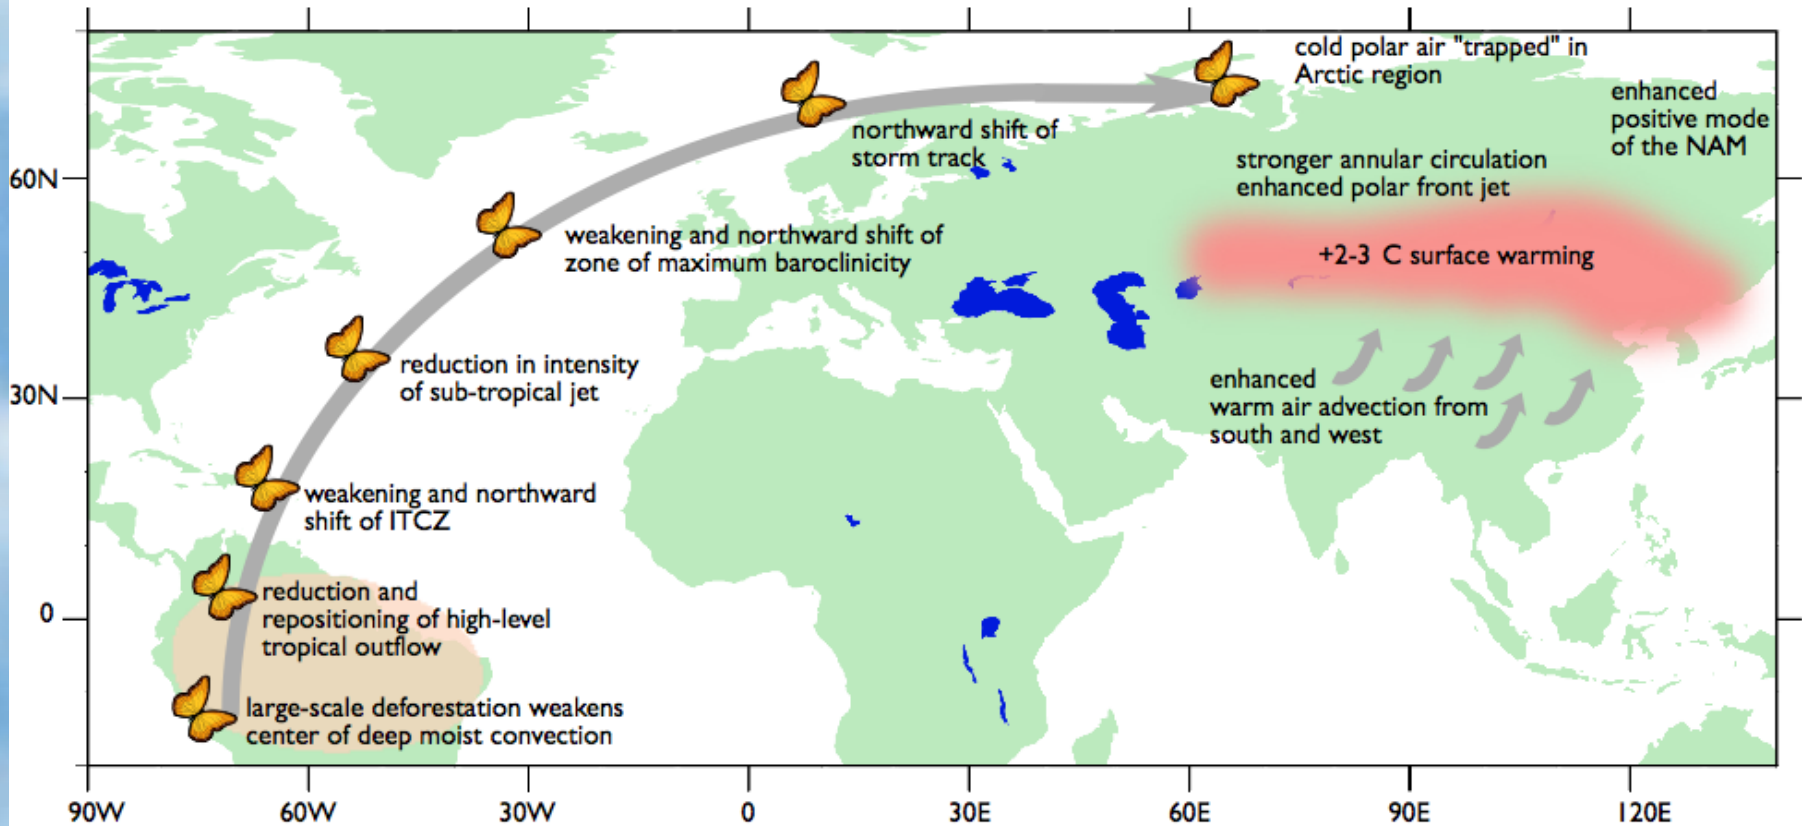 cold polar air "trapped" in
Arctic region
enhanced
positive mode
of the NAM
northward shift of
storm track
stronger annular circulation
enhanced polar front jet
60N
weakening and northward shift of
zone of maximum baroclinicity
+2-3 C surface warming
reduction in intensity
of sub-tropical jet
30N
enhanced
warm air advection from
south and west
weakening and northward
shift of ITCZ
reduction and
repositioning of high-level
tropical outflow
0
large-scale deforestation weakens
center of deep moist convection
90W 60W 30W 0 30E 60E 90E 120E